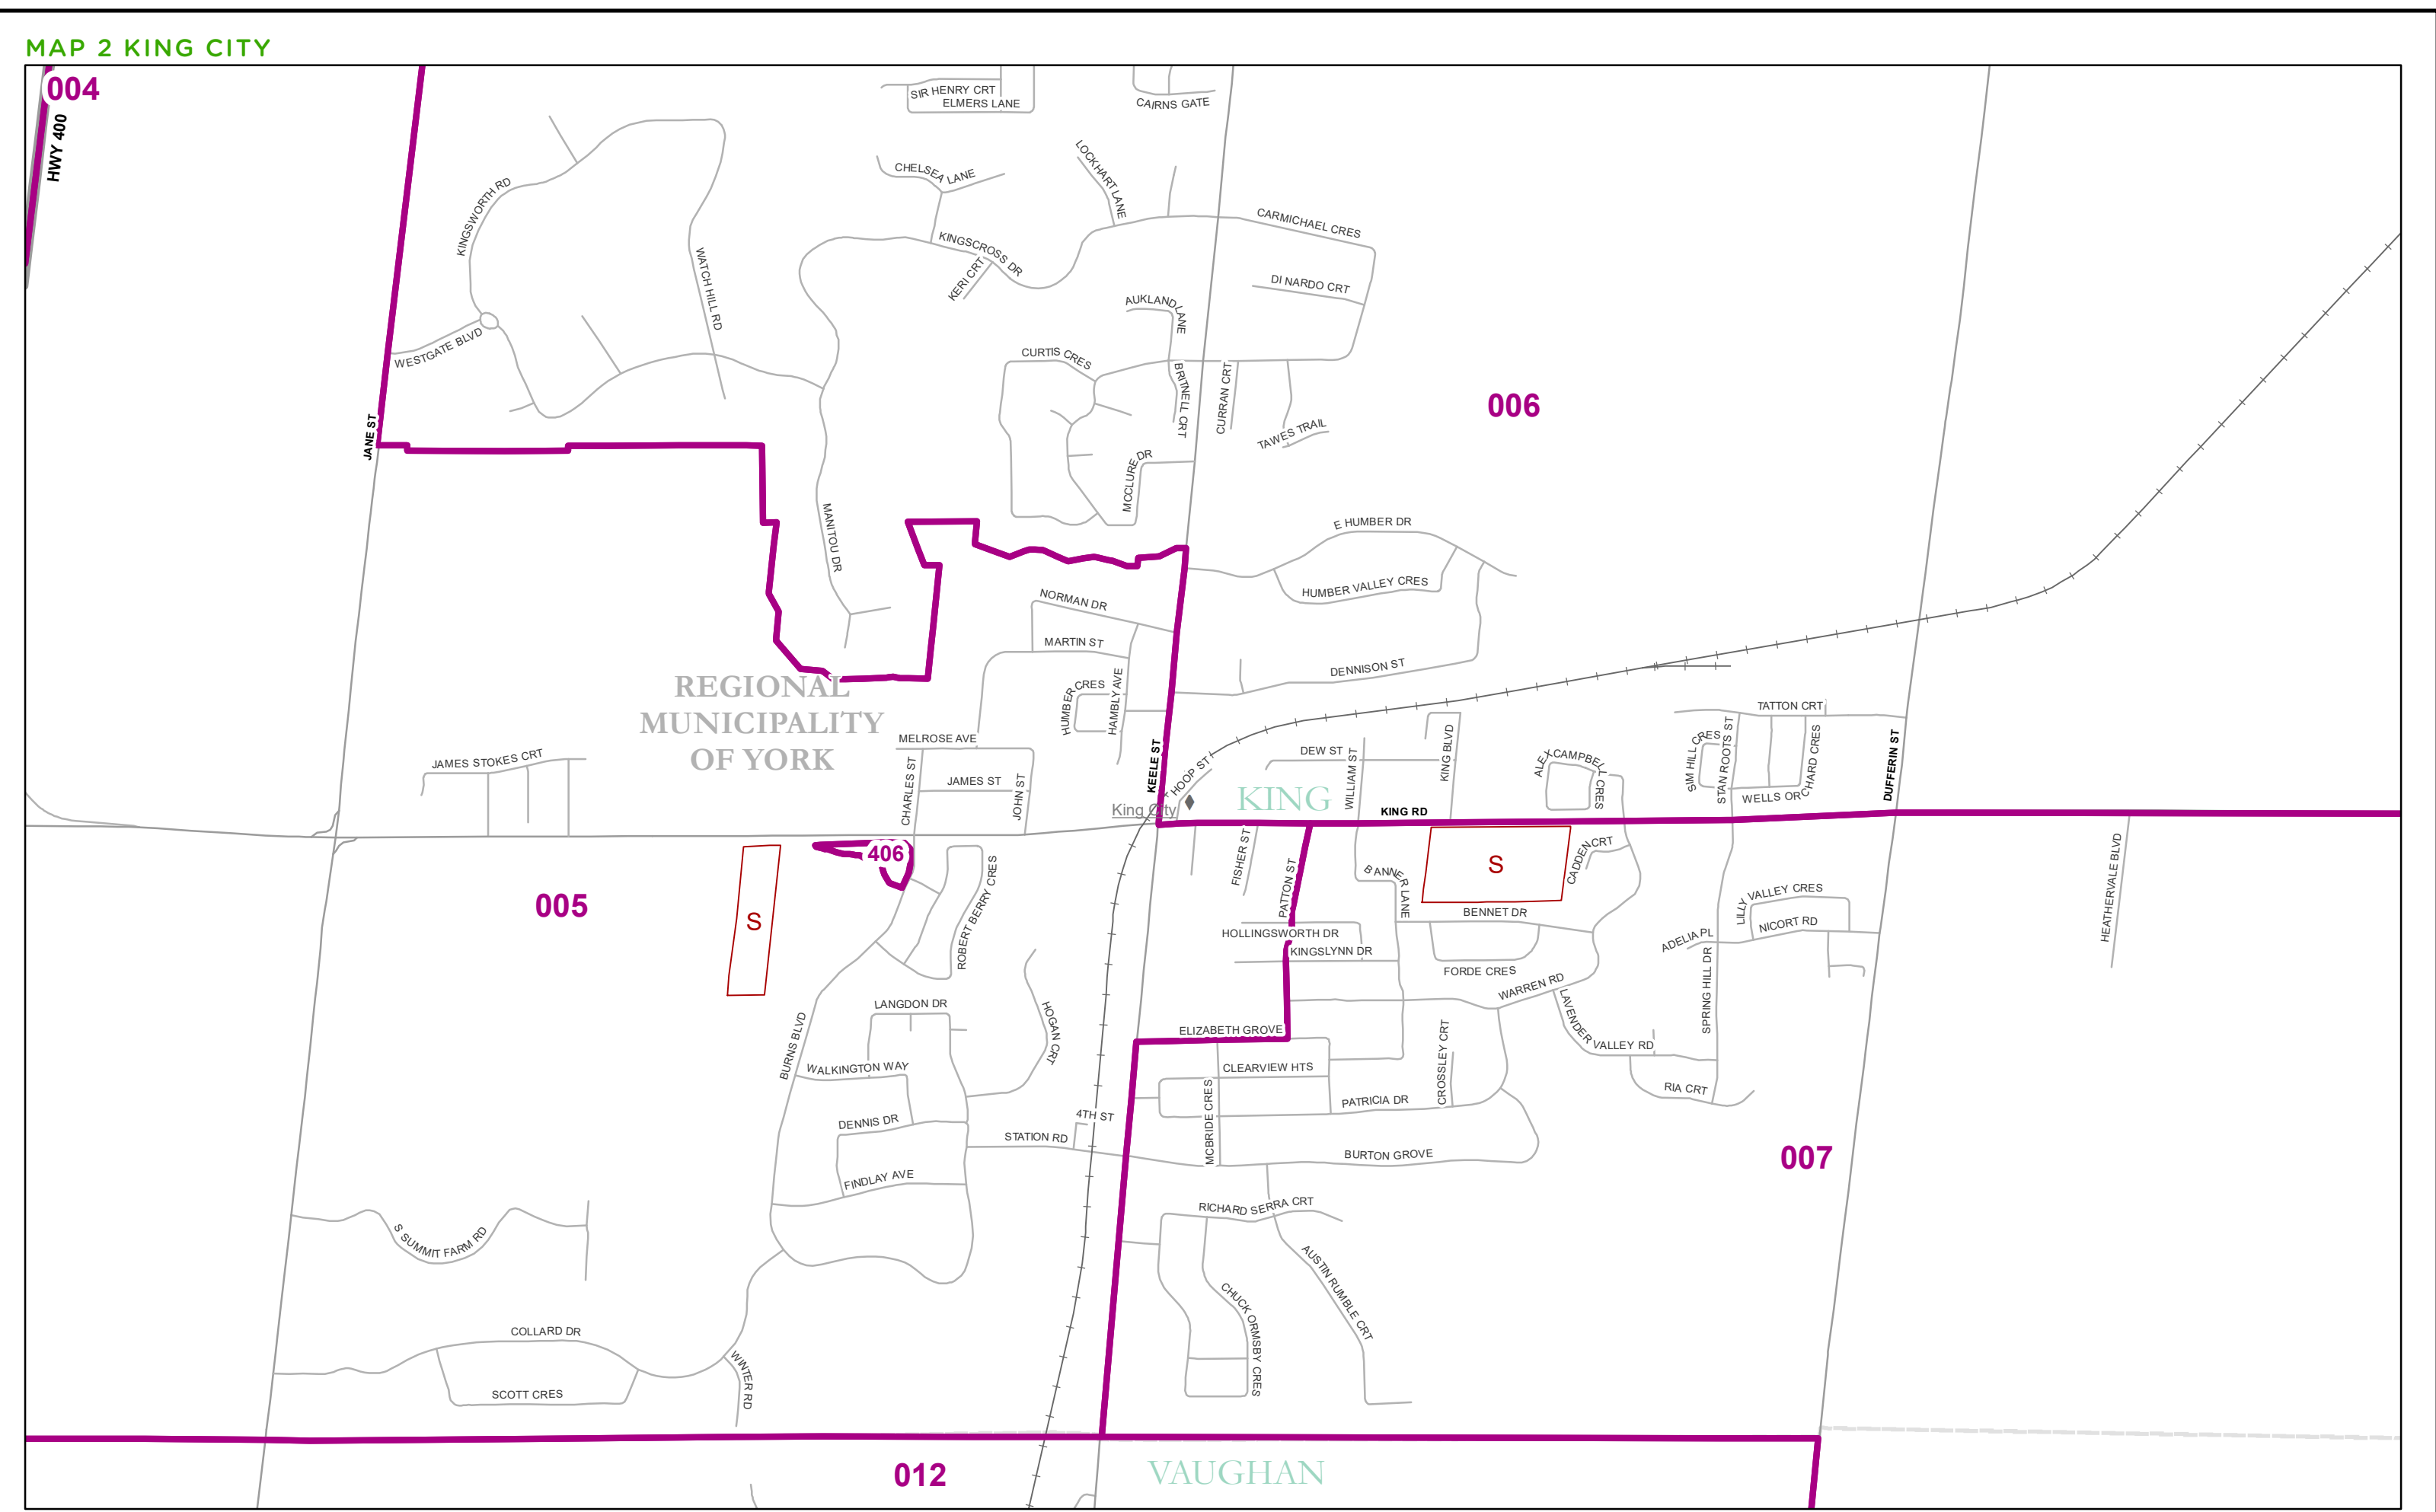 MAP 2 KING CITY
004
HWY 400
SIR HENRY CRT
ELMERS LANE
CAIRNS GATE
LOCKHART LANE
CHELSEA LANE
KINGSWORTH RD
CARMICHAEL CRES
KINGSCROSS DR
KERI CRT
WATCH HILL RD
DI NARDO CRT
AUKLAND LANE
WESTGATE BLVD
CURTIS CRES
BRITNELL CRT
CURRAN CRT
006
JANE ST
TAWES TRAIL
MCCLURE DR
MANITOU DR
E HUMBER DR
HUMBER VALLEY CRES
NORMAN DR
MARTIN ST
DENNISON ST
REGIONAL
MUNICIPALITY
OF YORK
HUMBER CRES
HAMBLY AVE
TATTON CRT
MELROSE AVE
KEELE ST
HOOP ST
DEW ST
WILLIAM ST
KING BLVD
ALEX CAMPBELL CRES
SIM HILL CRES
STAN ROOTS ST
WELLS ORCHARD CRES
DUFFERIN ST
JAMES STOKES CRT
CHARLES ST
JAMES ST
JOHN ST
King City
KING
KING RD
406
S
005
ROBERT BERRY CRES
FISHER ST
PATTON ST
BANNER LANE
S
CADDEN CRT
HEATHERVALE BLVD
LILLY VALLEY CRES
NICORT RD
ADELIA PL
BENNET DR
HOLLINGSWORTH DR
KINGSLYNN DR
FORDE CRES
WARREN RD
SPRING HILL DR
LANGDON DR
HOGAN CRT
BURNS BLVD
ELIZABETH GROVE
LAVENDER VALLEY RD
WALKINGTON WAY
CLEARVIEW HTS
CROSSLEY CRT
RIA CRT
MCBRIDE CRES
PATRICIA DR
DENNIS DR
4TH ST
STATION RD
BURTON GROVE
007
FINDLAY AVE
RICHARD SERRA CRT
S SUMMIT FARM RD
AUSTIN RUMBLE CRT
CHUCK ORMSBY CRES
COLLARD DR
WINTER RD
SCOTT CRES
012
VAUGHAN